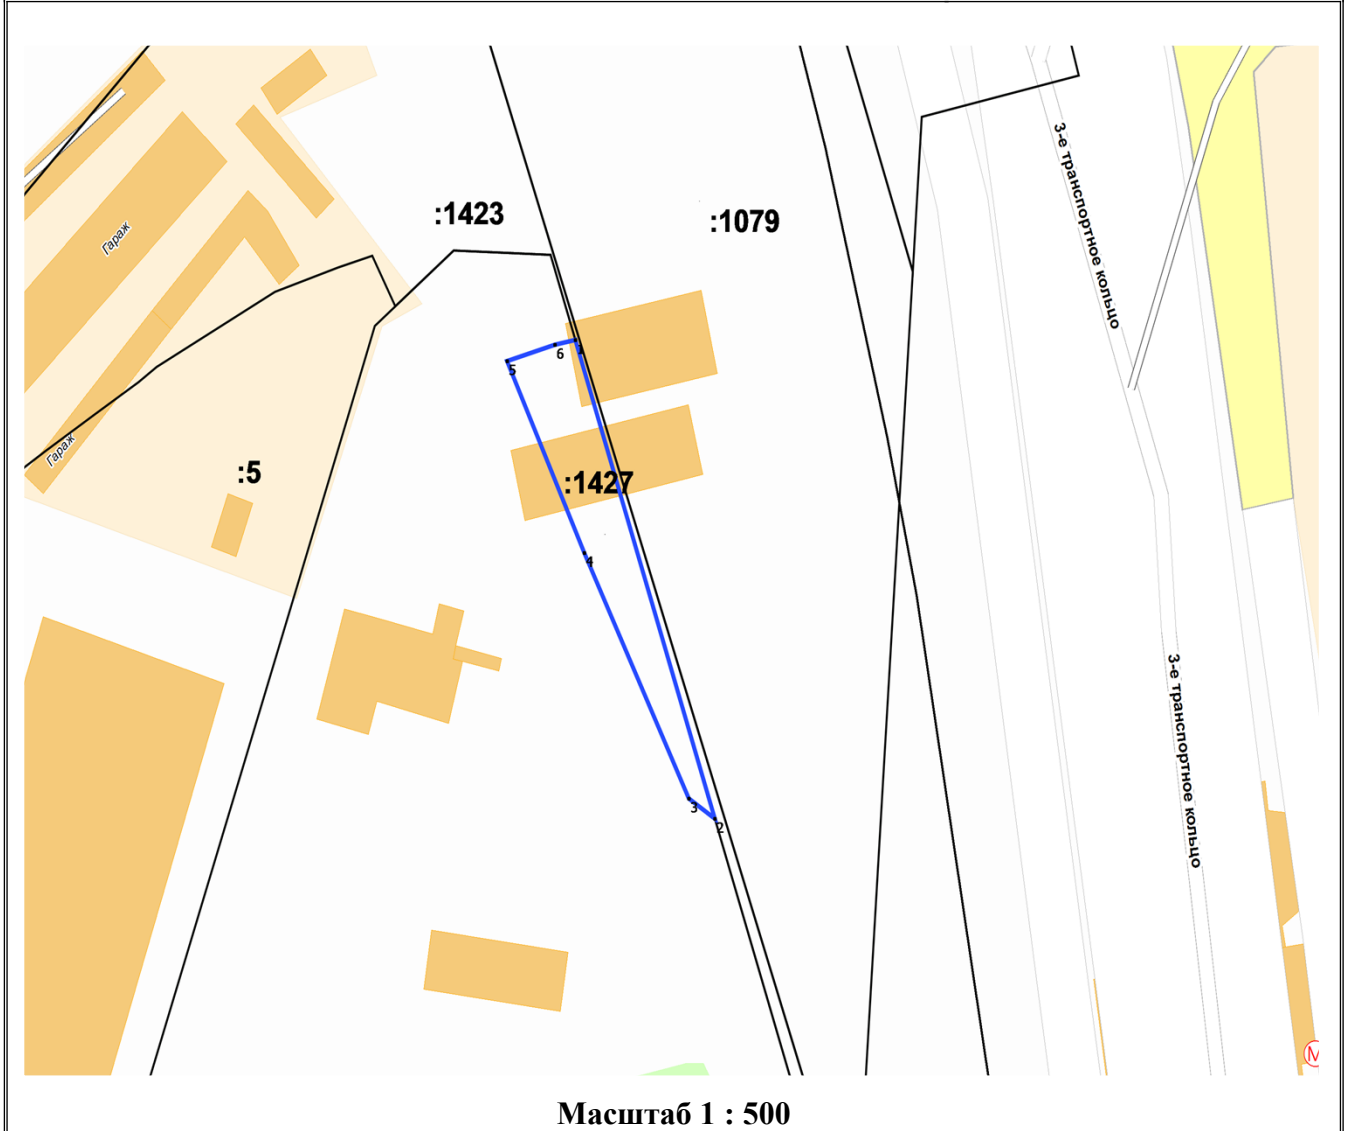 3-е транспортное кольцо
:1423
:1079
Гараж
1
6
5
Гараж
:5
:1427
4
3-е транспортное кольцо
3
2
М
Масштаб 1 : 500